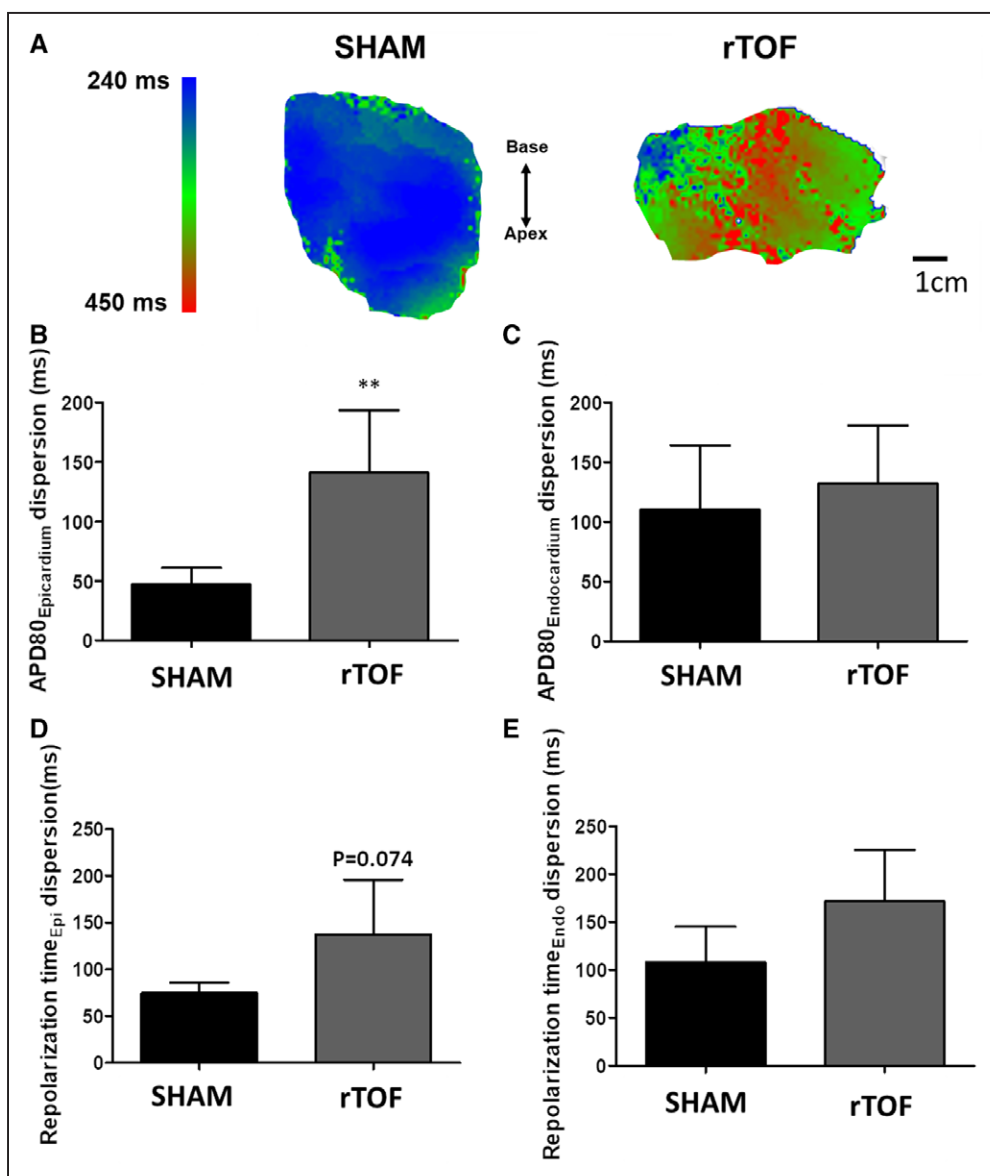 A
SHAM
rTOF
240 ms
450 ms
Base
Apex
1cm
B
APD80Epicardium dispersion (ms)
200
150
100
50
0
**
SHAM
rTOF
C
APD80Endocardium dispersion (ms)
200
150
100
50
0
SHAM
rTOF
D
Repolarization timeEpi dispersion(ms)
250
200
150
100
50
0
P=0.074
SHAM
rTOF
E
Repolarization timeEndo dispersion (ms)
250
200
150
100
50
0
SHAM
rTOF